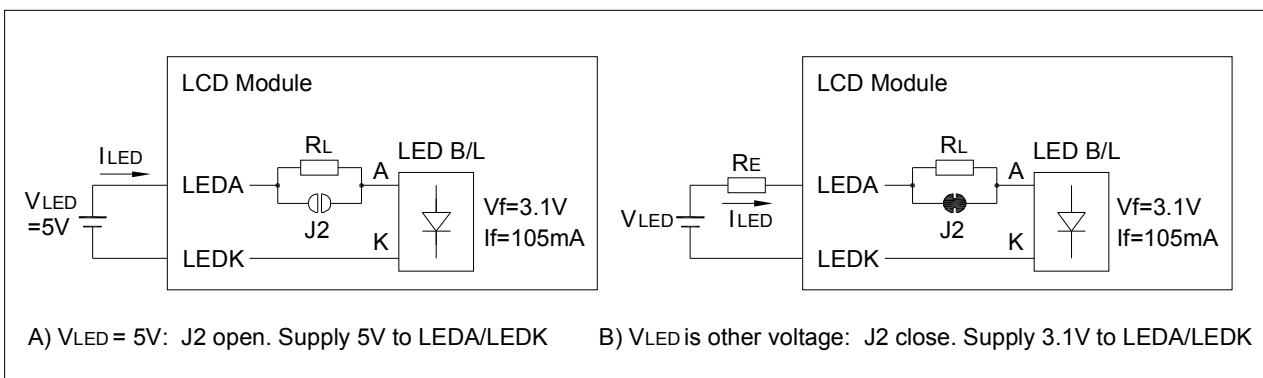 LCD Module
RL
A
LED B/L
ILED
LEDA
VLED
=5V
J2
Vf=3.1V
If=105mA
K
LEDK
A) VLED = 5V: J2 open. Supply 5V to LEDA/LEDK
LCD Module
RL
A
LED B/L
RE
LEDA
VLED
ILED
J2
Vf=3.1V
If=105mA
K
LEDK
B) VLED is other voltage: J2 close. Supply 3.1V to LEDA/LEDK